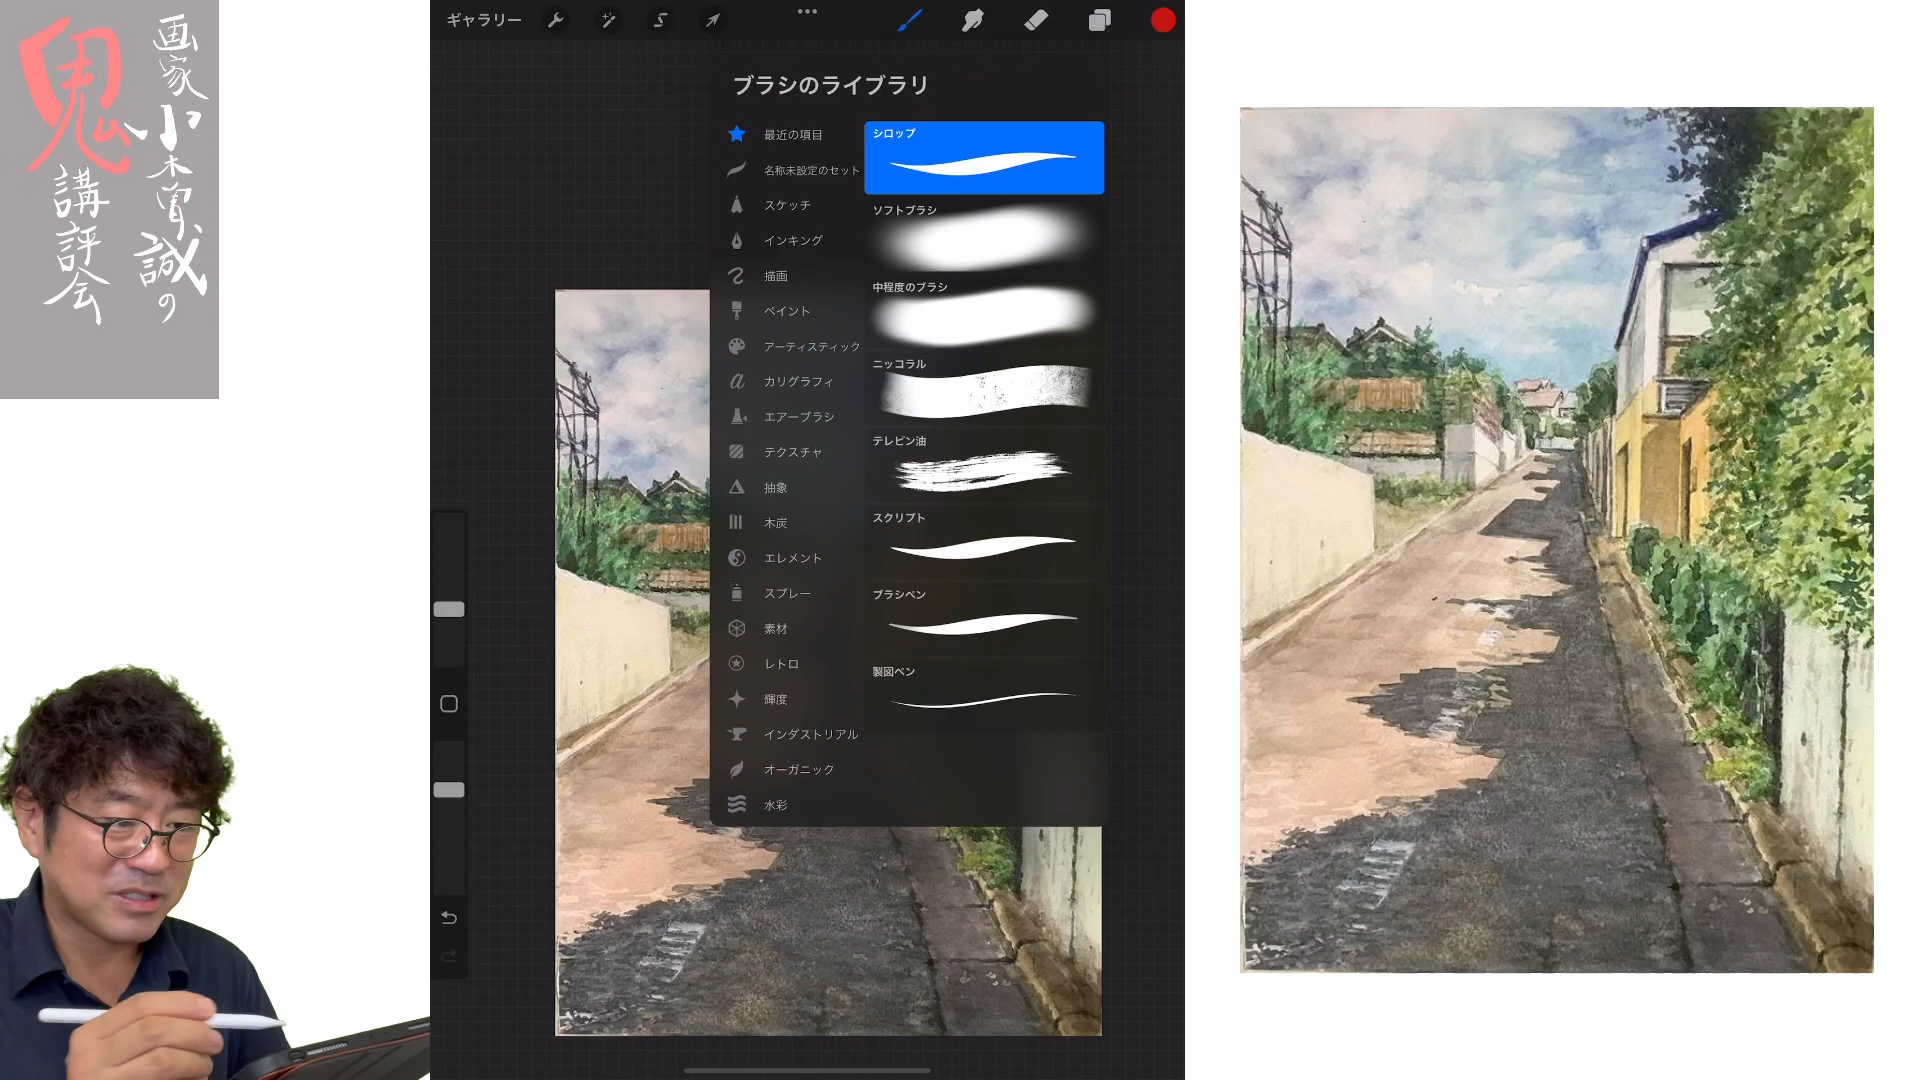 画家小木曽誠の
鬼
講評会
ギャラリー
ブラシのライブラリ
最近の項目
名称未設定のセット
スケッチ
インキング
描画
ペイント
アーティスティック
カリグラフィ
エアーブラシ
テクスチャ
抽象
木炭
エレメント
スプレー
素材
レトロ
輝度
インダストリアル
オーガニック
水彩
シロップ
ソフトブラシ
中程度のブラシ
ニッコラル
テレピン油
スクリプト
ブラシペン
製図ペン